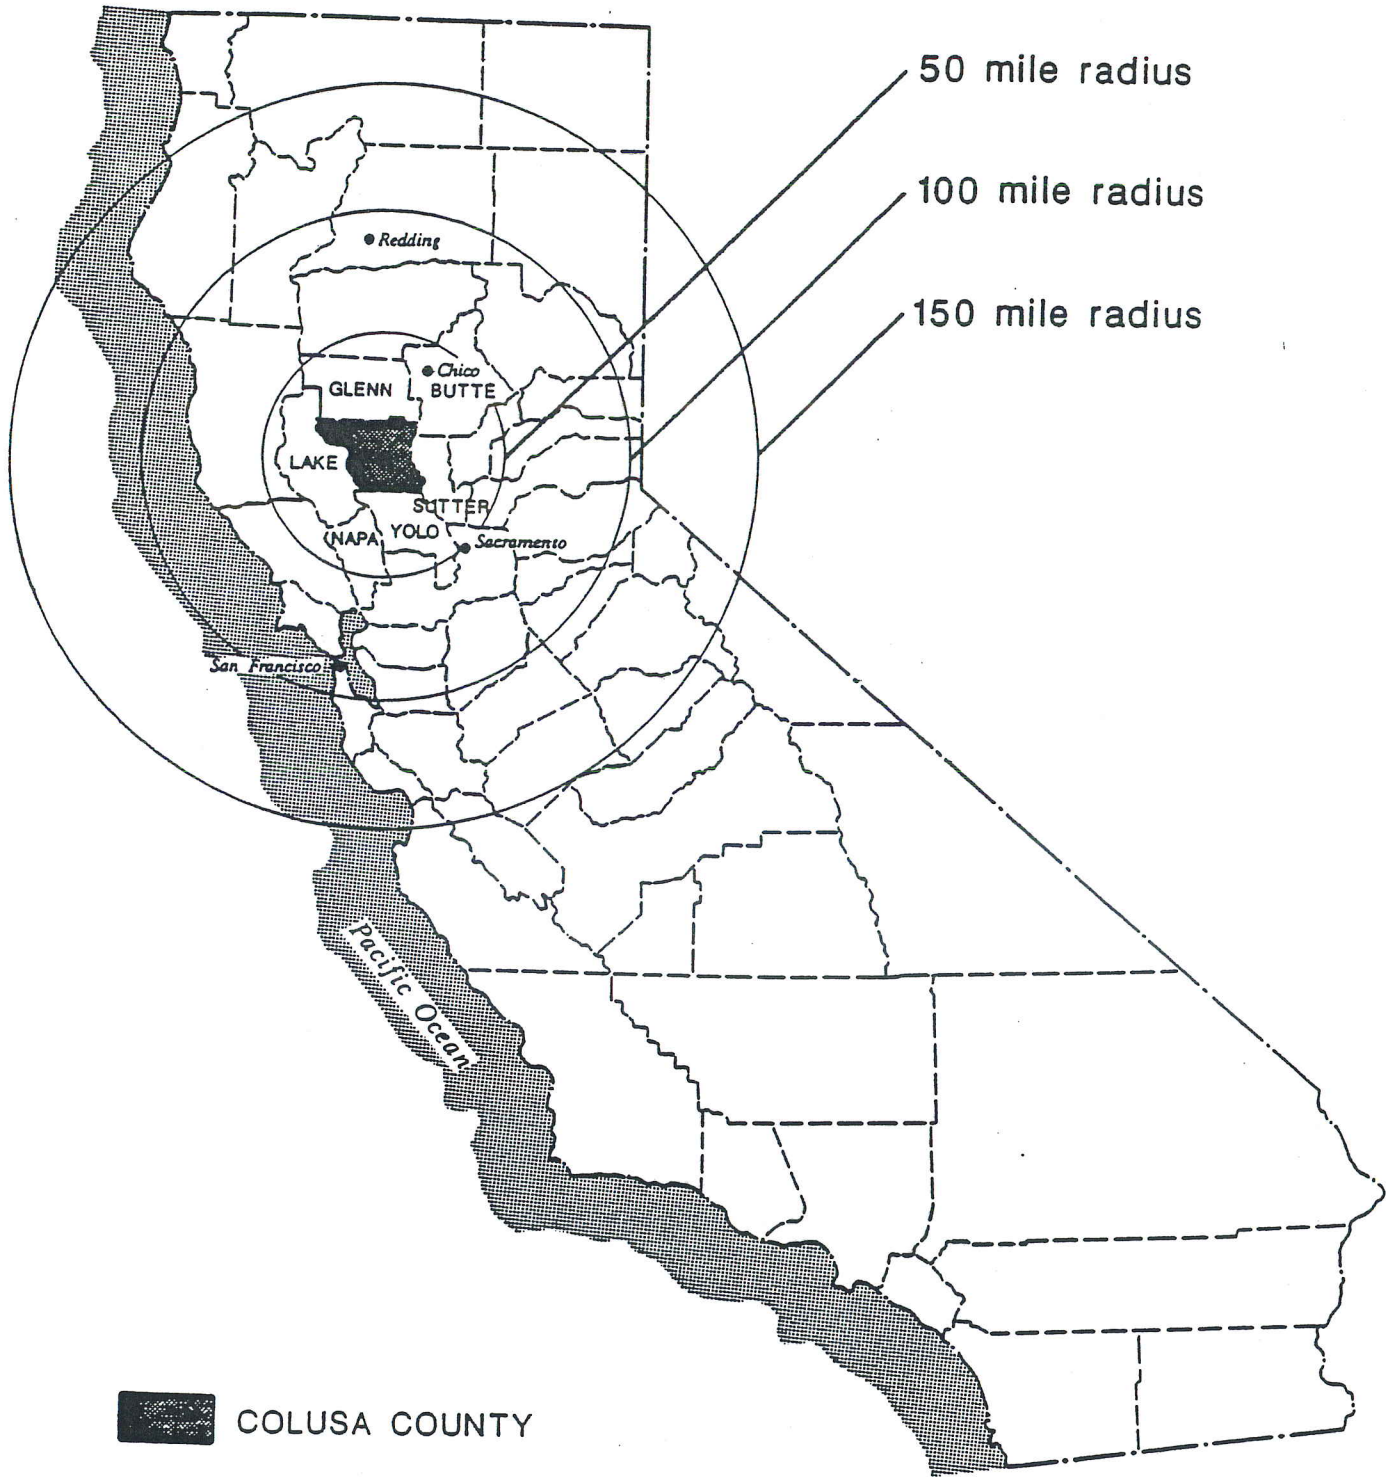 50 mile radius
100 mile radius
150 mile radius
Redding
Chico
GLENN
BUTTE
LAKE
SUTTER
YOLO
NAPA
Sacramento
San Francisco
Pacific Ocean
COLUSA COUNTY